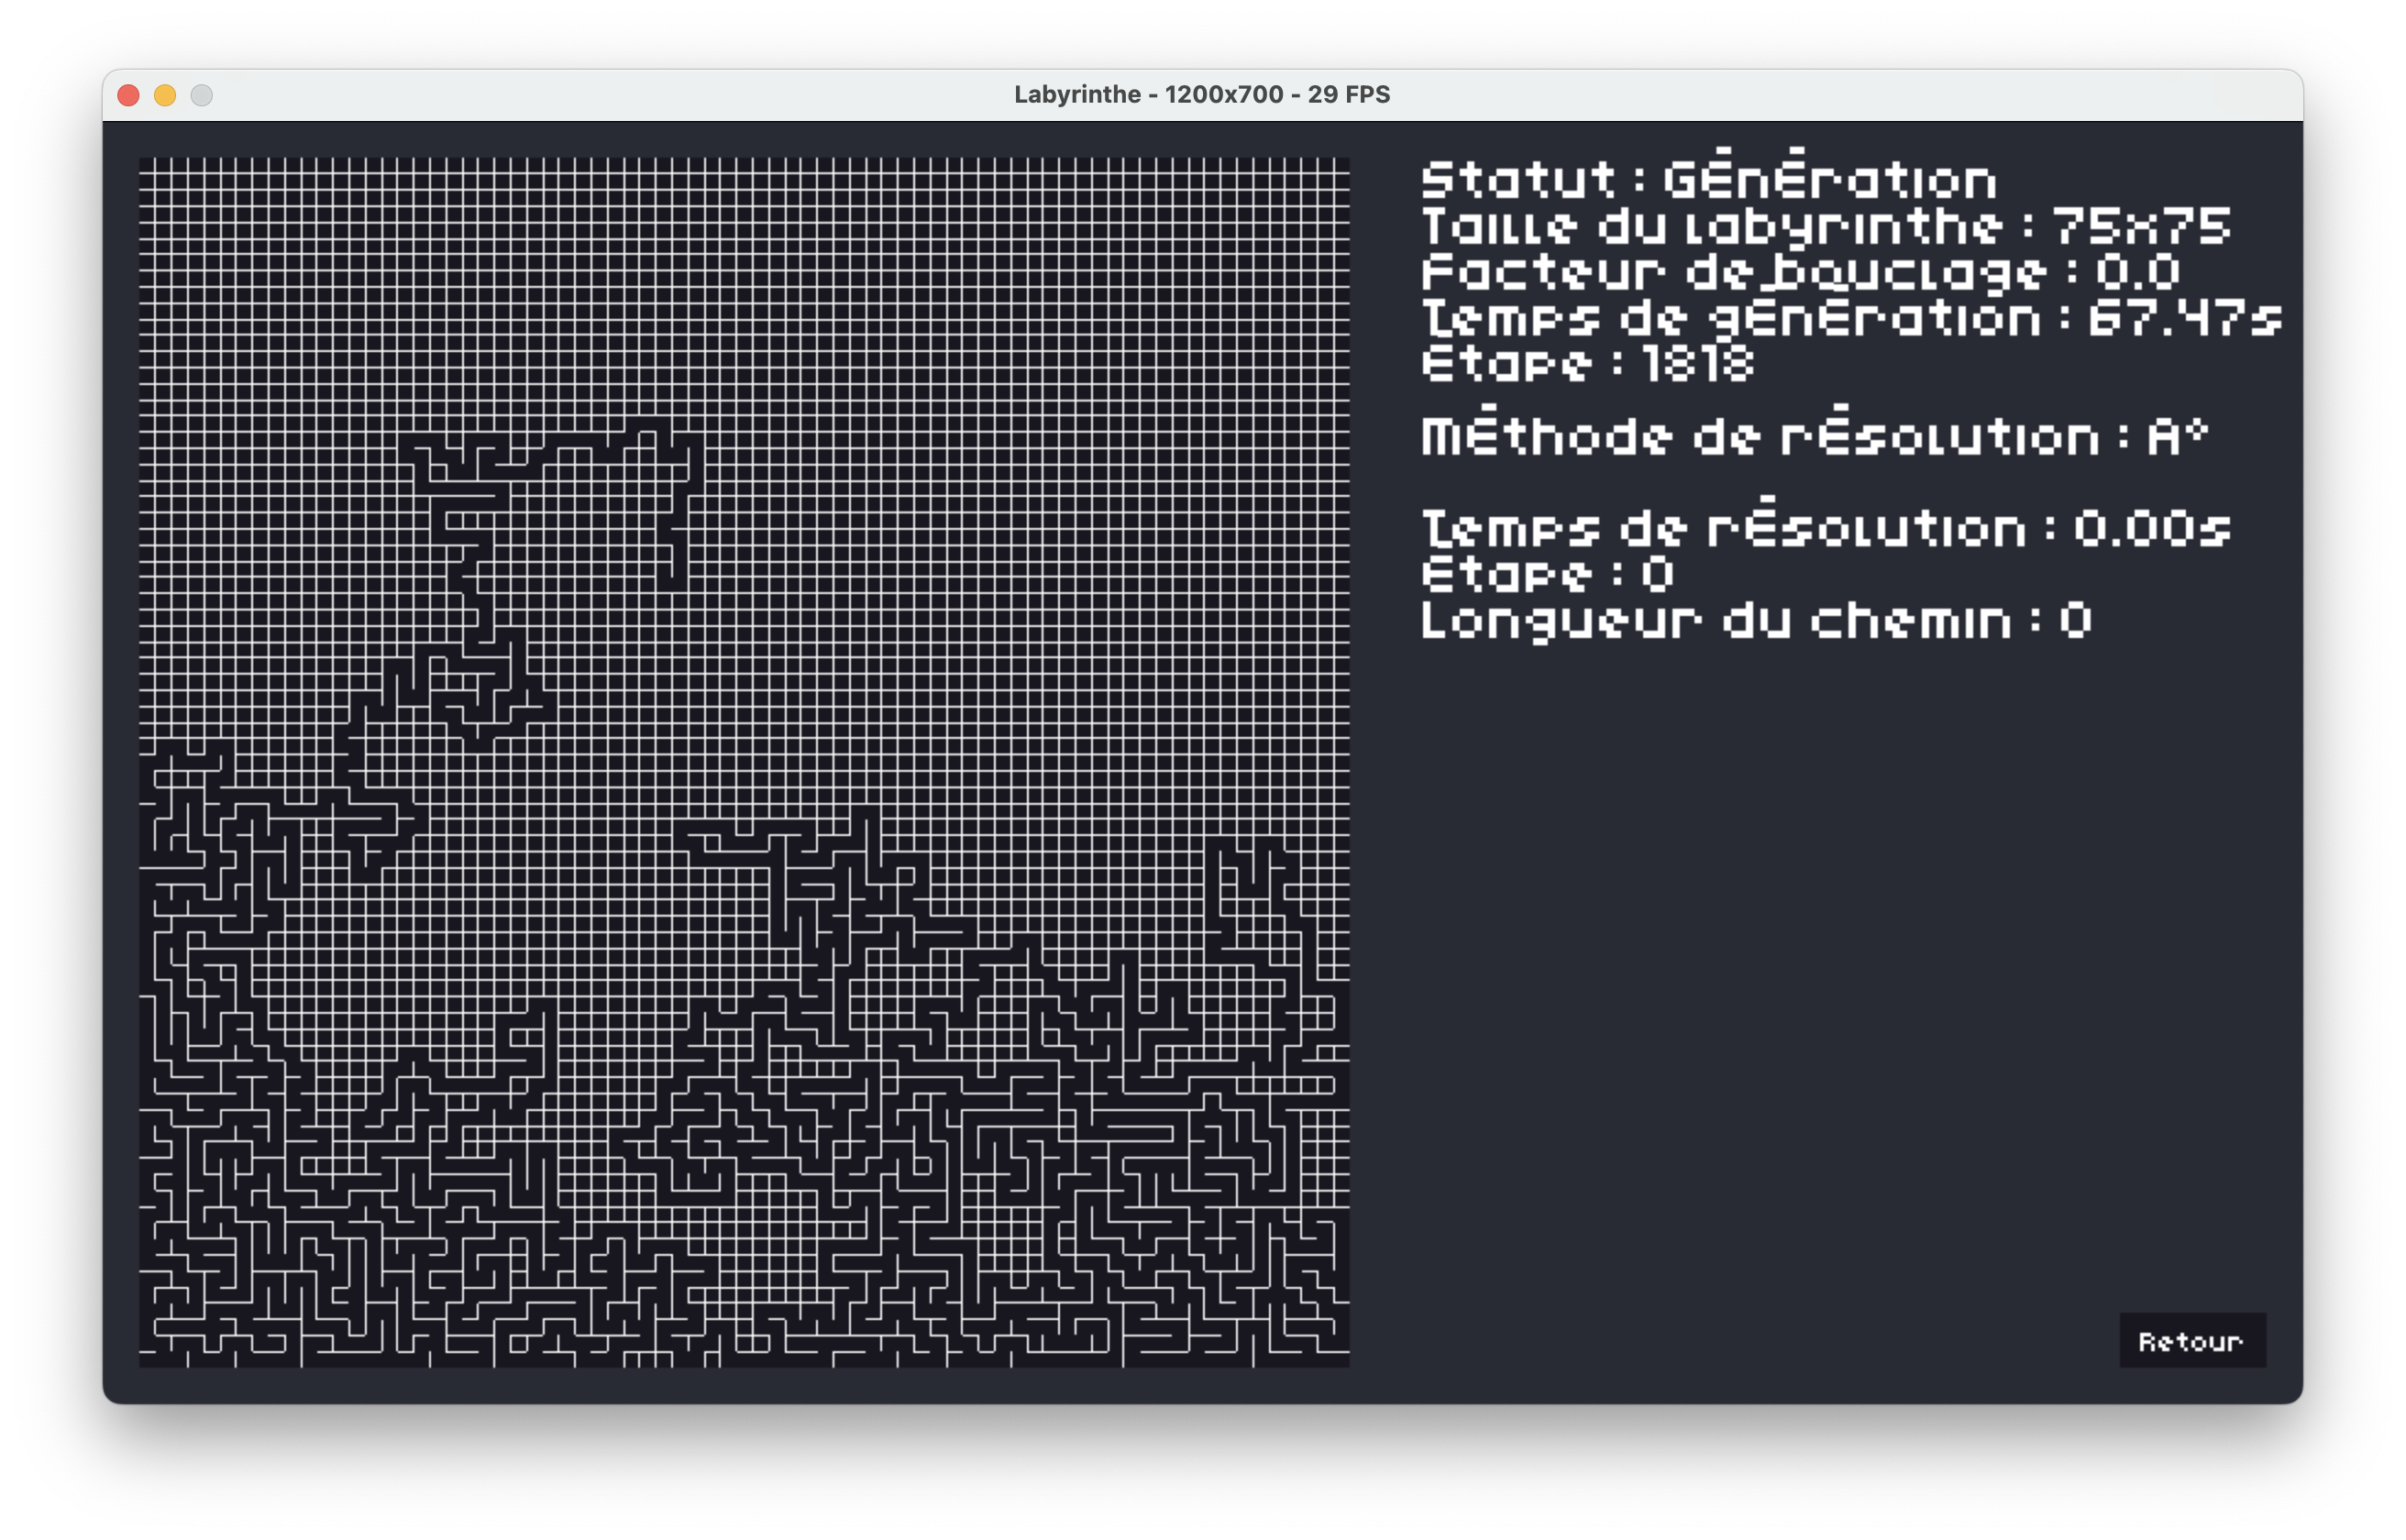 Labyrinthe - 1200x700 - 29 FPS
Statut : Génération
Taille du labyrinthe : 75x75
Facteur de bouclage : 0.0
Temps de génération : 67.47s
Étape : 1818
Méthode de résolution : A*
Temps de résolution : 0.00s
Étape : 0
Longueur du chemin : 0
Retour